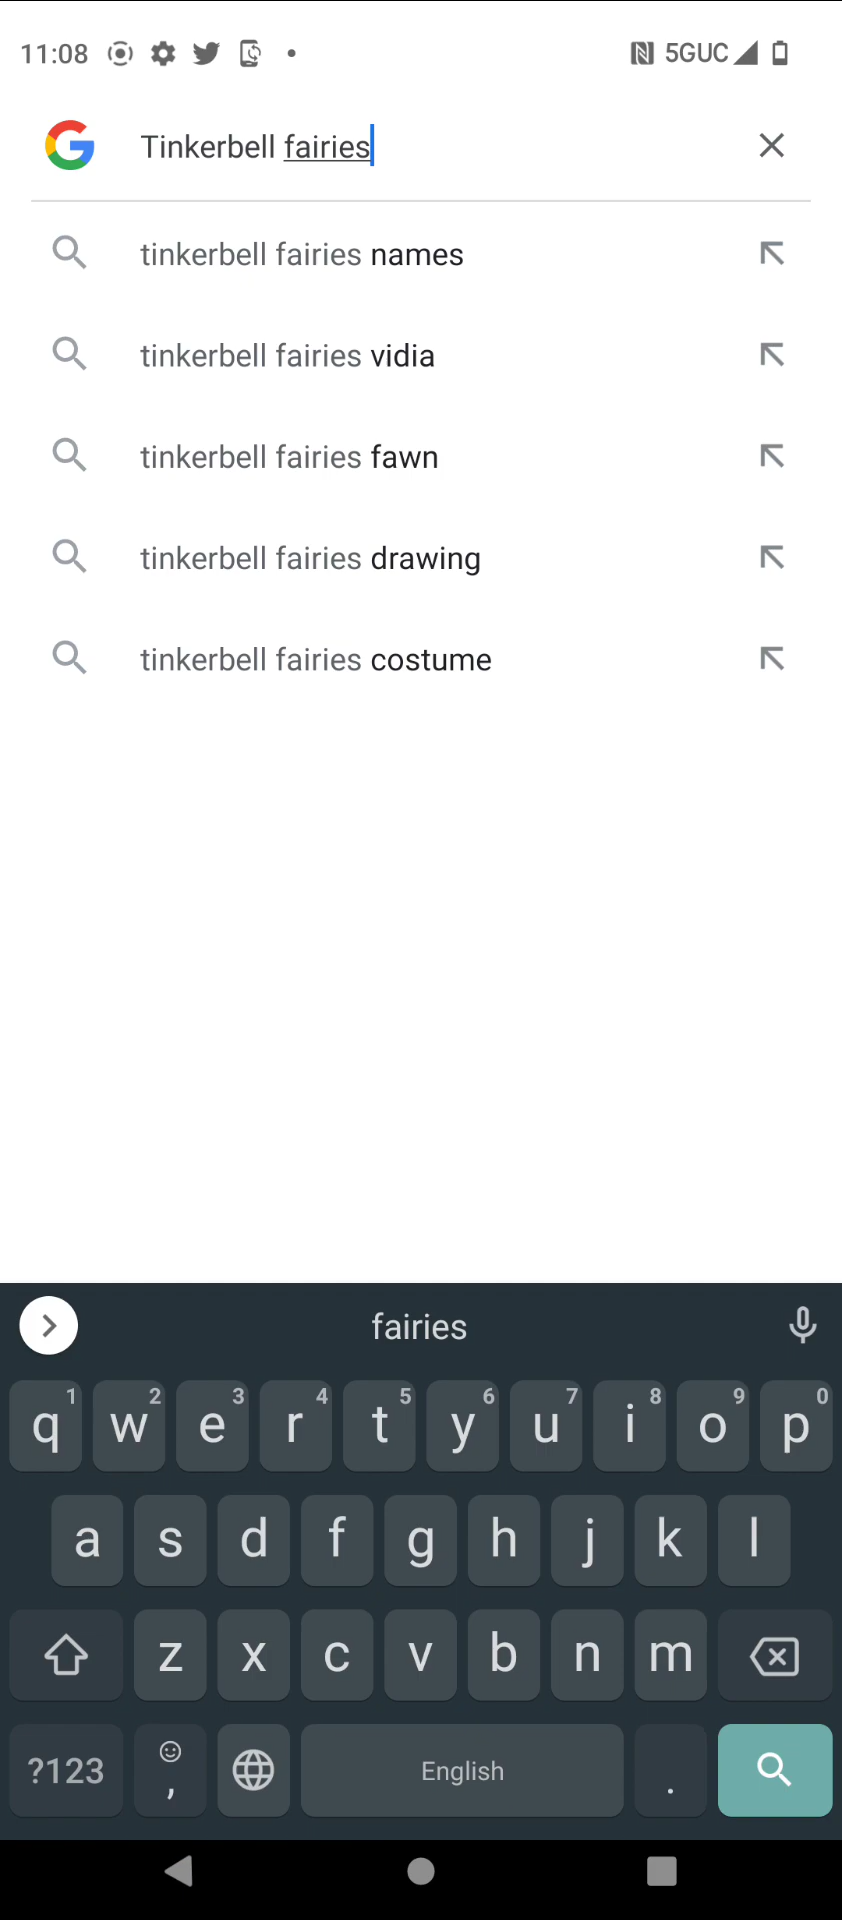 11:08 5GUC
Tinkerbell fairies
tinkerbell fairies names
tinkerbell fairies vidia
tinkerbell fairies fawn
tinkerbell fairies drawing
tinkerbell fairies costume
fairies
1 2 3 4 5 6 7 8 9 0
q w e r t y u i o p
a s d f g h j k l
z x c v b n m
?123 , English .